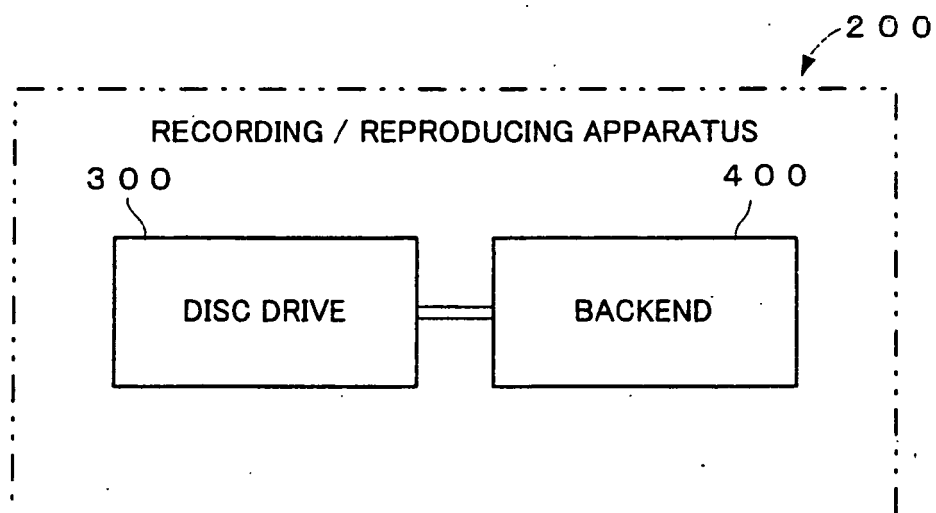 ２００
RECORDING / REPRODUCING APPARATUS
３００ ４００
DISC DRIVE BACKEND